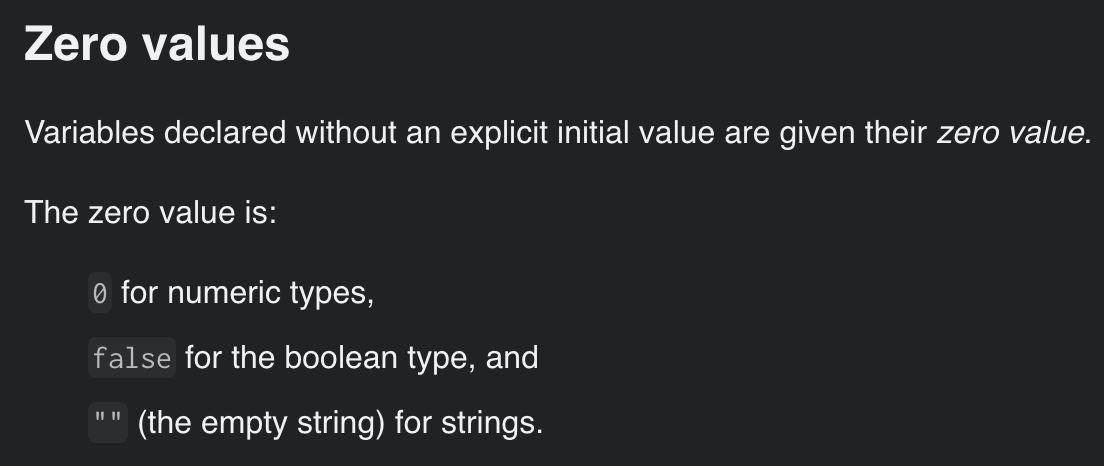 Zero values
Variables declared without an explicit initial value are given their zero value.
The zero value is:
0 for numeric types,
false for the boolean type, and
"" (the empty string) for strings.